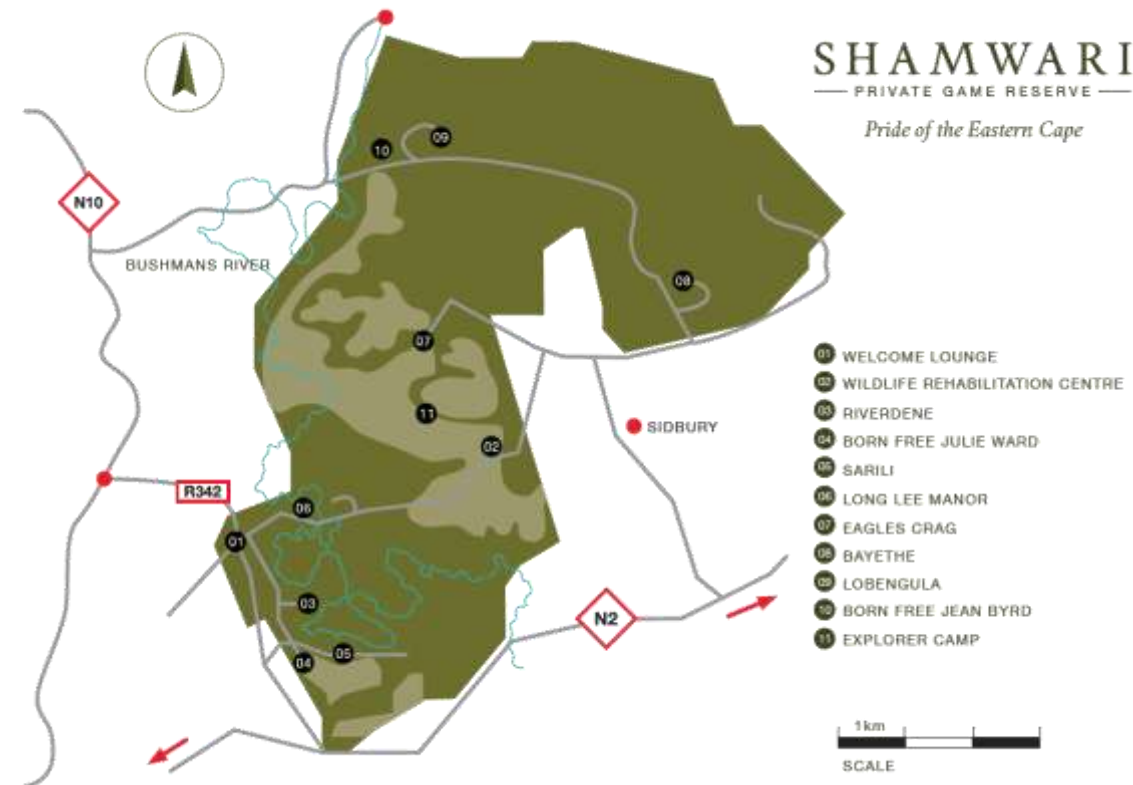 SHAMWARI
PRIVATE GAME RESERVE
Pride of the Eastern Cape
10
09
N10
BUSHMANS RIVER
08
07
11
SIDBURY
02
R342
06
01
03
N2
05
04
01 WELCOME LOUNGE
02 WILDLIFE REHABILITATION CENTRE
03 RIVERDENE
04 BORN FREE JULIE WARD
05 SARILI
06 LONG LEE MANOR
07 EAGLES CRAG
08 BAYETHE
09 LOBENGULA
10 BORN FREE JEAN BYRD
11 EXPLORER CAMP
1km
SCALE